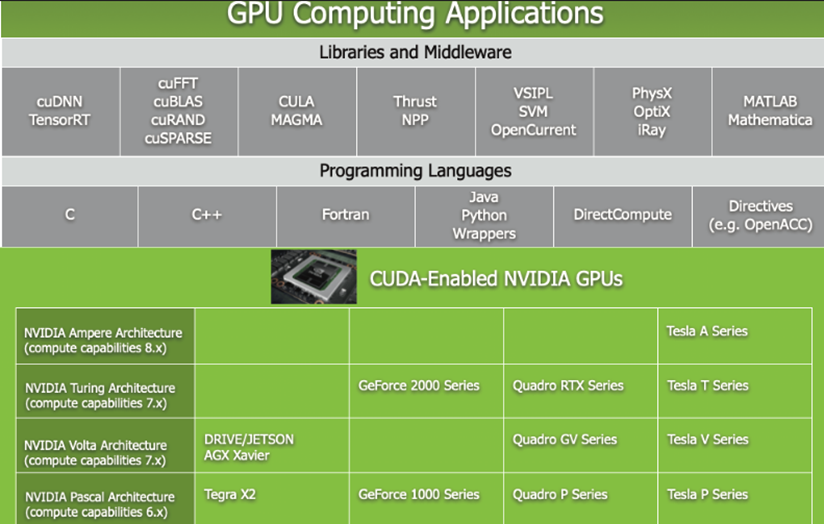 GPU Computing Applications
Libraries and Middleware
cuDNN
TensorRT
cuFFT
cuBLAS
cuRAND
cuSPARSE
CULA
MAGMA
Thrust
NPP
VSIPL
SVM
OpenCurrent
PhysX
OptiX
iRay
MATLAB
Mathematica
Programming Languages
C
C++
Fortran
Java
Python
Wrappers
DirectCompute
Directives
(e.g. OpenACC)
CUDA-Enabled NVIDIA GPUs
NVIDIA Ampere Architecture
(compute capabilities 8.x)
Tesla A Series
NVIDIA Turing Architecture
(compute capabilities 7.x)
GeForce 2000 Series
Quadro RTX Series
Tesla T Series
NVIDIA Volta Architecture
(compute capabilities 7.x)
DRIVE/JETSON
AGX Xavier
Quadro GV Series
Tesla V Series
NVIDIA Pascal Architecture
(compute capabilities 6.x)
Tegra X2
GeForce 1000 Series
Quadro P Series
Tesla P Series